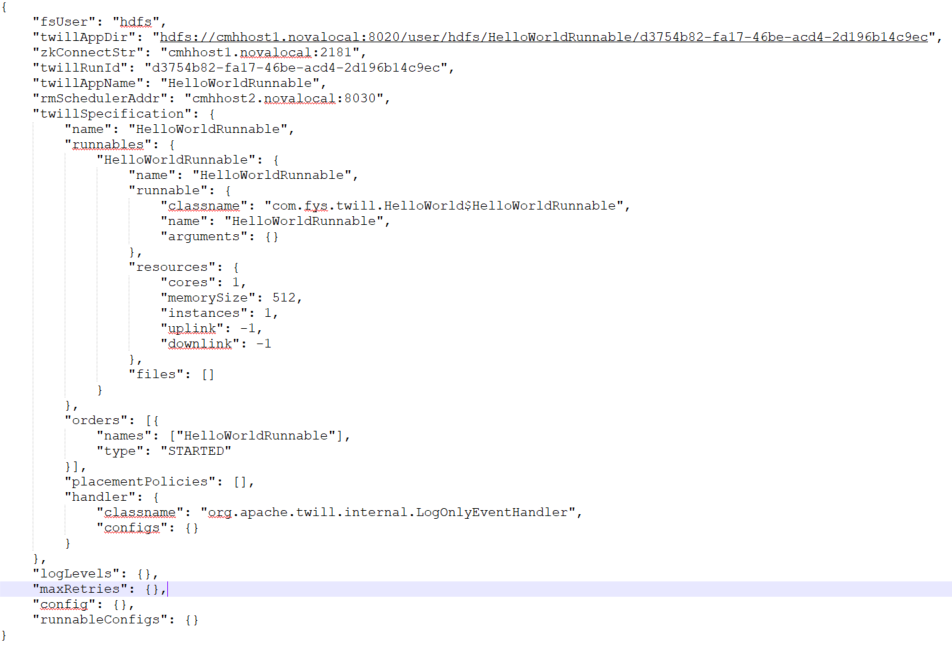 {
    "fsUser": "hdfs",
    "twillAppDir": "hdfs://cmhhost1.novalocal:8020/user/hdfs/HelloWorldRunnable/d3754b82-fa17-46be-acd4-2d196b14c9ec",
    "zkConnectStr": "cmhhost1.novalocal:2181",
    "twillRunId": "d3754b82-fa17-46be-acd4-2d196b14c9ec",
    "twillAppName": "HelloWorldRunnable",
    "rmSchedulerAddr": "cmhhost2.novalocal:8030",
    "twillSpecification": {
        "name": "HelloWorldRunnable",
        "runnables": {
            "HelloWorldRunnable": {
                "name": "HelloWorldRunnable",
                "runnable": {
                    "classname": "com.fys.twill.HelloWorld$HelloWorldRunnable",
                    "name": "HelloWorldRunnable",
                    "arguments": {}
                },
                "resources": {
                    "cores": 1,
                    "memorySize": 512,
                    "instances": 1,
                    "uplink": -1,
                    "downlink": -1
                },
                "files": []
            }
        },
        "orders": [{
            "names": ["HelloWorldRunnable"],
            "type": "STARTED"
        }],
        "placementPolicies": [],
        "handler": {
            "classname": "org.apache.twill.internal.LogOnlyEventHandler",
            "configs": {}
        }
    },
    "logLevels": {},
    "maxRetries": {},
    "config": {},
    "runnableConfigs": {}
}